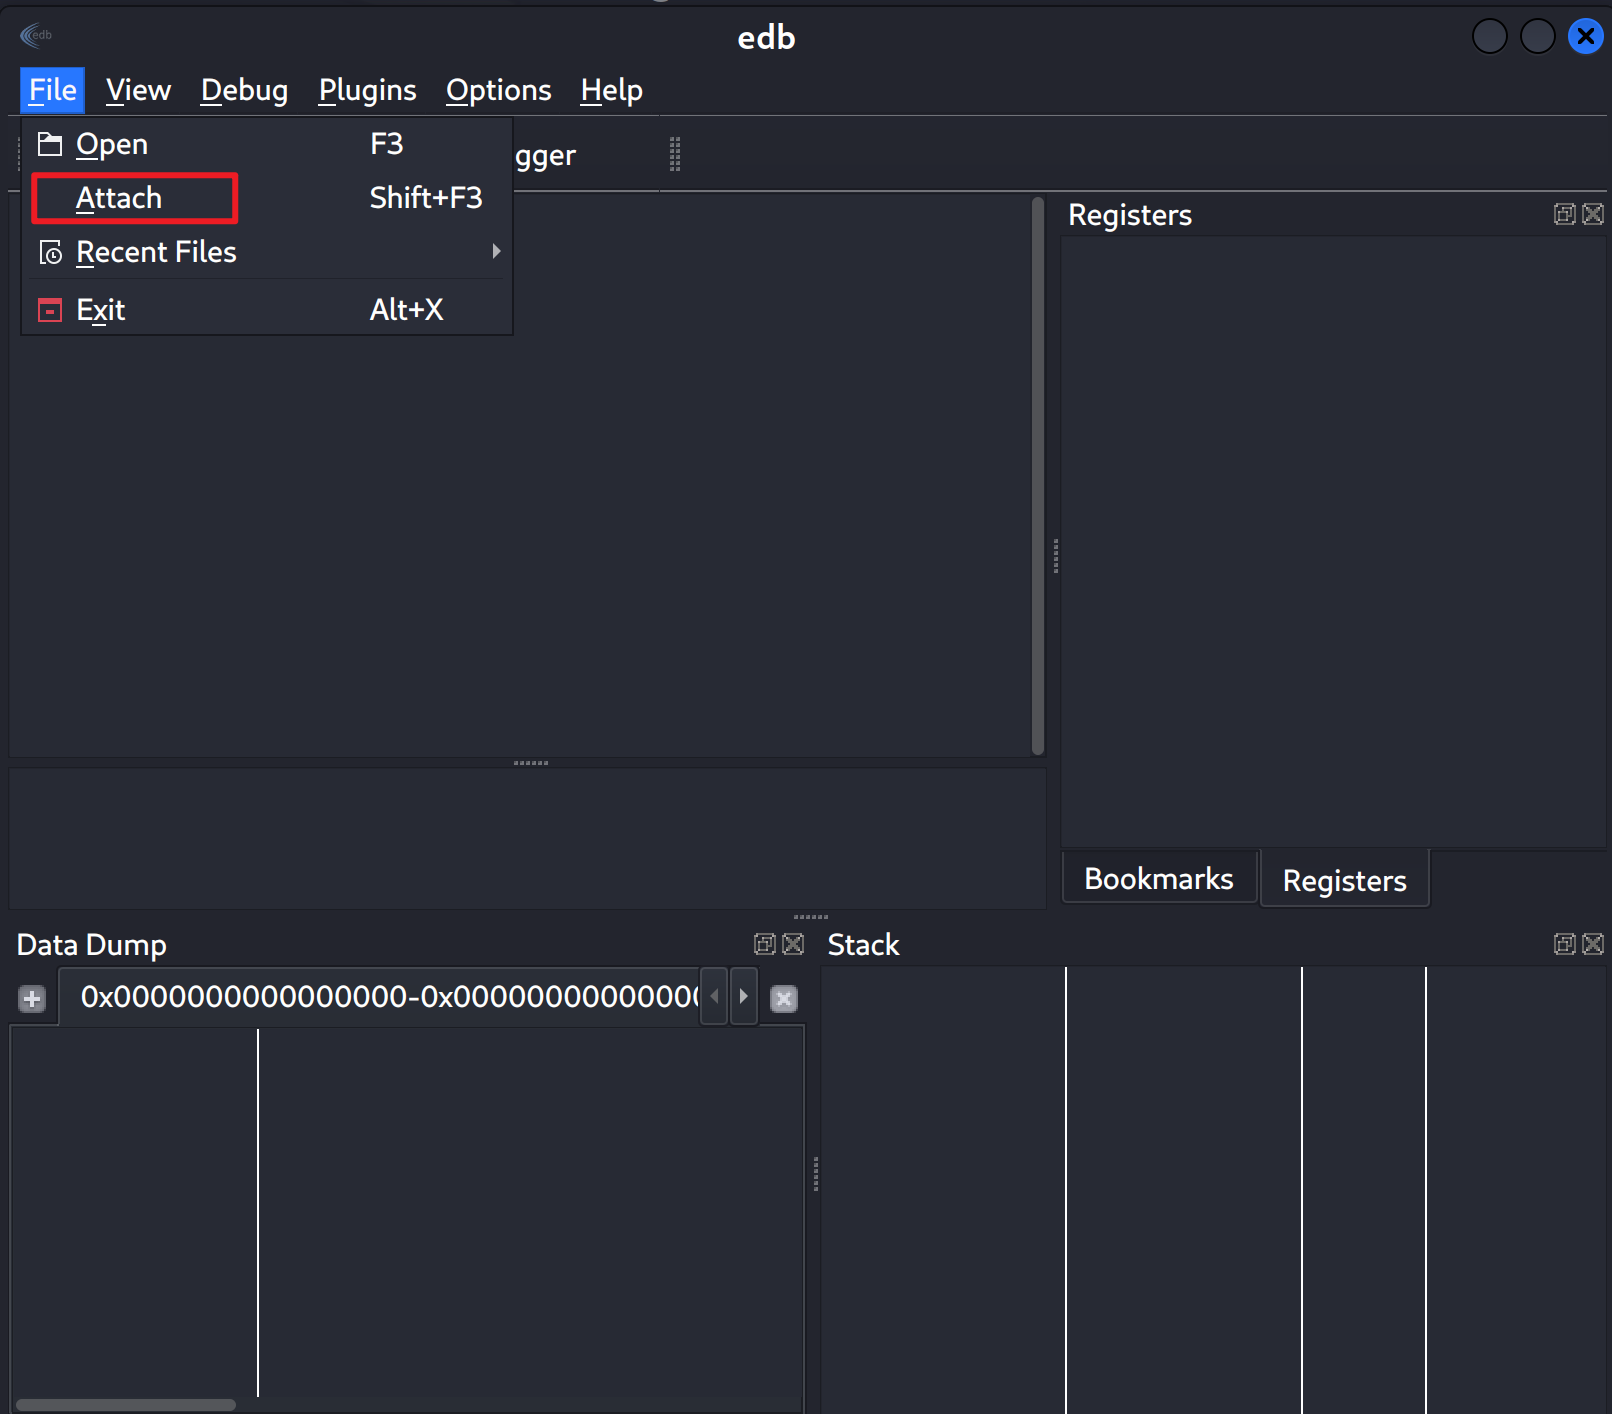 edb
edb
File View Debug Plugins Options Help
Open F3
gger
Attach Shift+F3
Recent Files
Exit Alt+X
Registers
Bookmarks Registers
Data Dump
Stack
0x0000000000000000-0x00000000000000